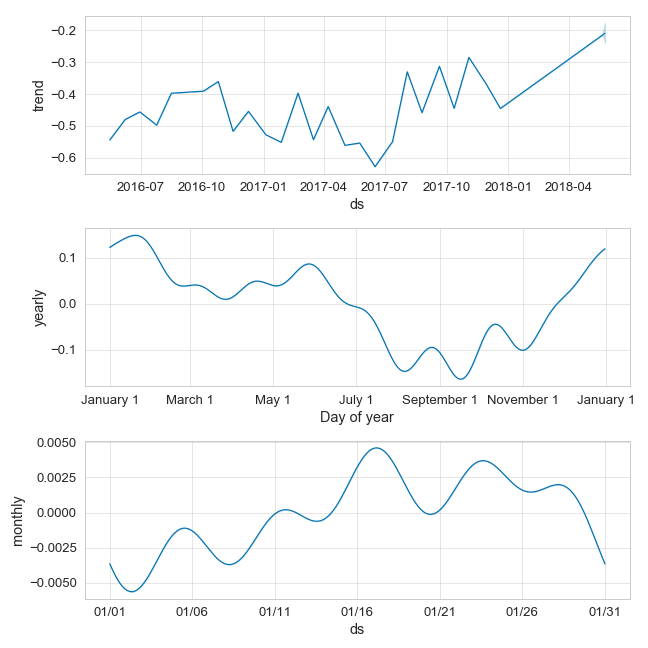 −0.2
−0.3
−0.4
−0.5
−0.6
trend
2016-07 2016-10 2017-01 2017-04 2017-07 2017-10 2018-01 2018-04
ds
0.1
0.0
−0.1
yearly
January 1 March 1 May 1 July 1 September 1 November 1 January 1
Day of year
0.0050
0.0025
0.0000
−0.0025
−0.0050
monthly
01/01 01/06 01/11 01/16 01/21 01/26 01/31
ds